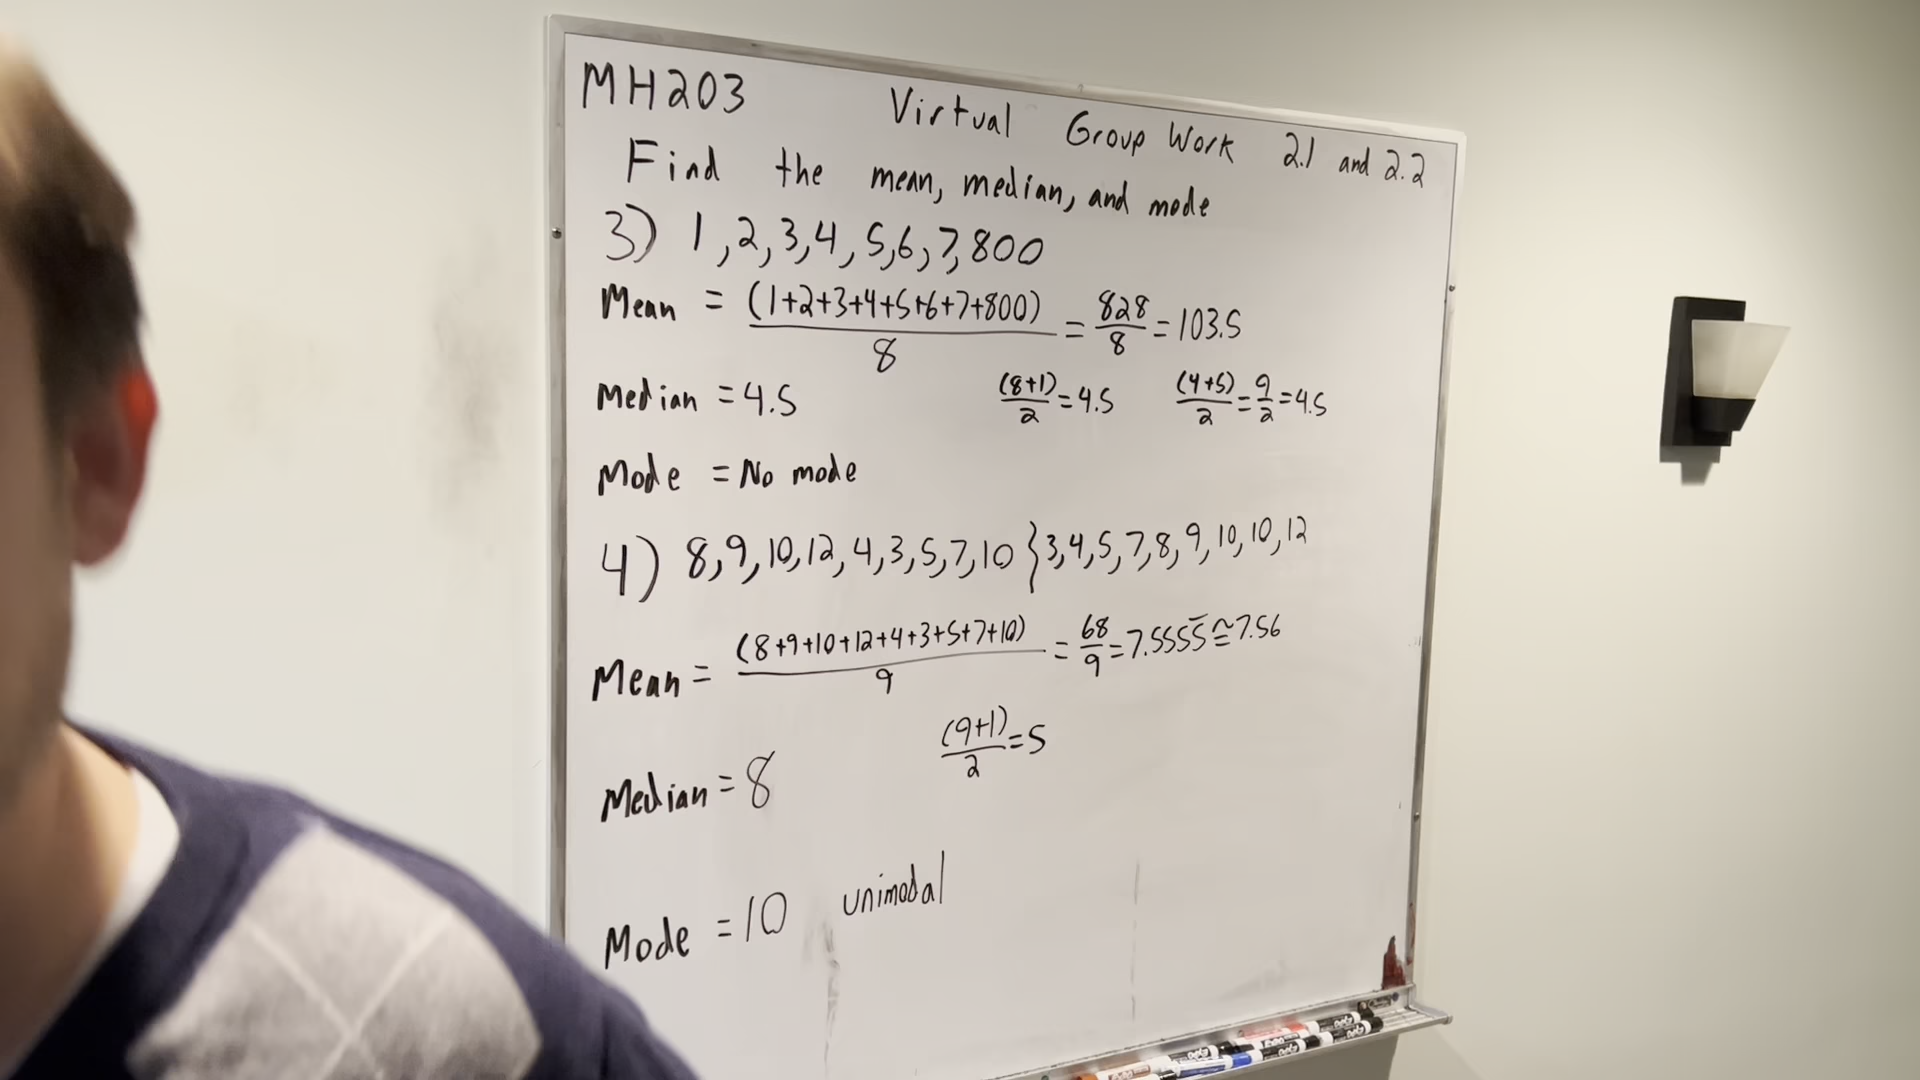 MH203 Virtual Group Work 2.1 and 2.2
Find the mean, median, and mode
3) 1, 2, 3, 4, 5, 6, 7, 800
Mean = (1+2+3+4+5+6+7+800)/8 = 828/8 = 103.5
Median = 4.5 (8+1)/2 = 4.5 (4+5)/2 = 9/2 = 4.5
Mode = No mode
4) 8, 9, 10, 12, 4, 3, 5, 7, 10 } 3, 4, 5, 7, 8, 9, 10, 10, 12
Mean = (8+9+10+12+4+3+5+7+10)/9 = 68/9 = 7.5555̅ ≅ 7.56
Median = 8 (9+1)/2 = 5
Mode = 10 unimodal